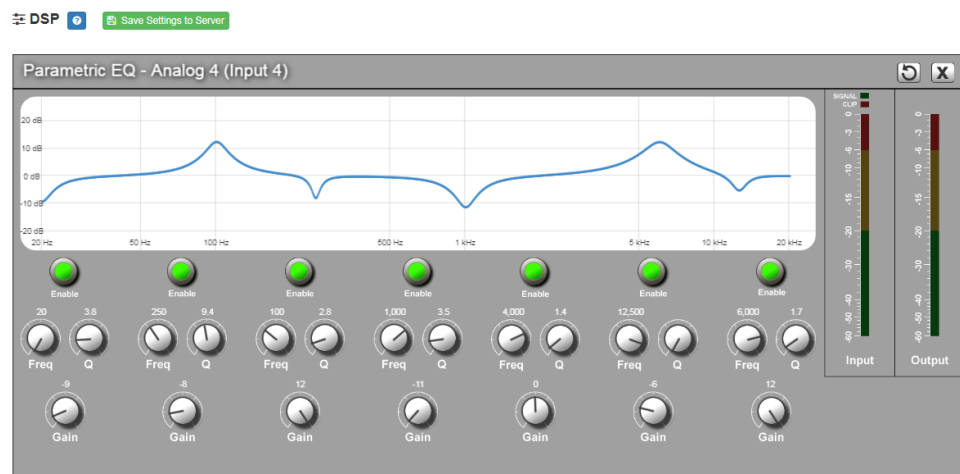 DSP ? Save Settings to Server
Parametric EQ - Analog 4 (Input 4)
X
SIGNAL
CLIP
20 dB
10 dB
0 dB
-10 dB
-20 dB
20 Hz 50 Hz 100 Hz 500 Hz 1 kHz 5 kHz 10 kHz 20 kHz
0 -3 -6 -9 -15 -20 -30 -40 -50 -60
0 -3 -6 -9 -15 -20 -30 -40 -50 -60
Input Output
Enable Enable Enable Enable Enable Enable Enable
20 3.8 250 9.4 100 2.8 1,000 3.5 4,000 1.4 12,500 6,000 1.7
Freq Q Freq Q Freq Q Freq Q Freq Q Freq Q Freq Q
-9 -8 12 -11 0 -6 12
Gain Gain Gain Gain Gain Gain Gain